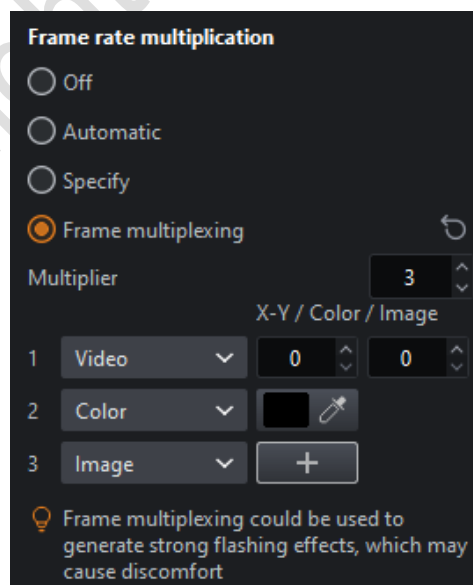 Frame rate multiplication
Off
Automatic
Specify
Frame multiplexing
Multiplier 3
X-Y / Color / Image
1 Video 0 0
2 Color
3 Image +
Frame multiplexing could be used to
generate strong flashing effects, which may
cause discomfort